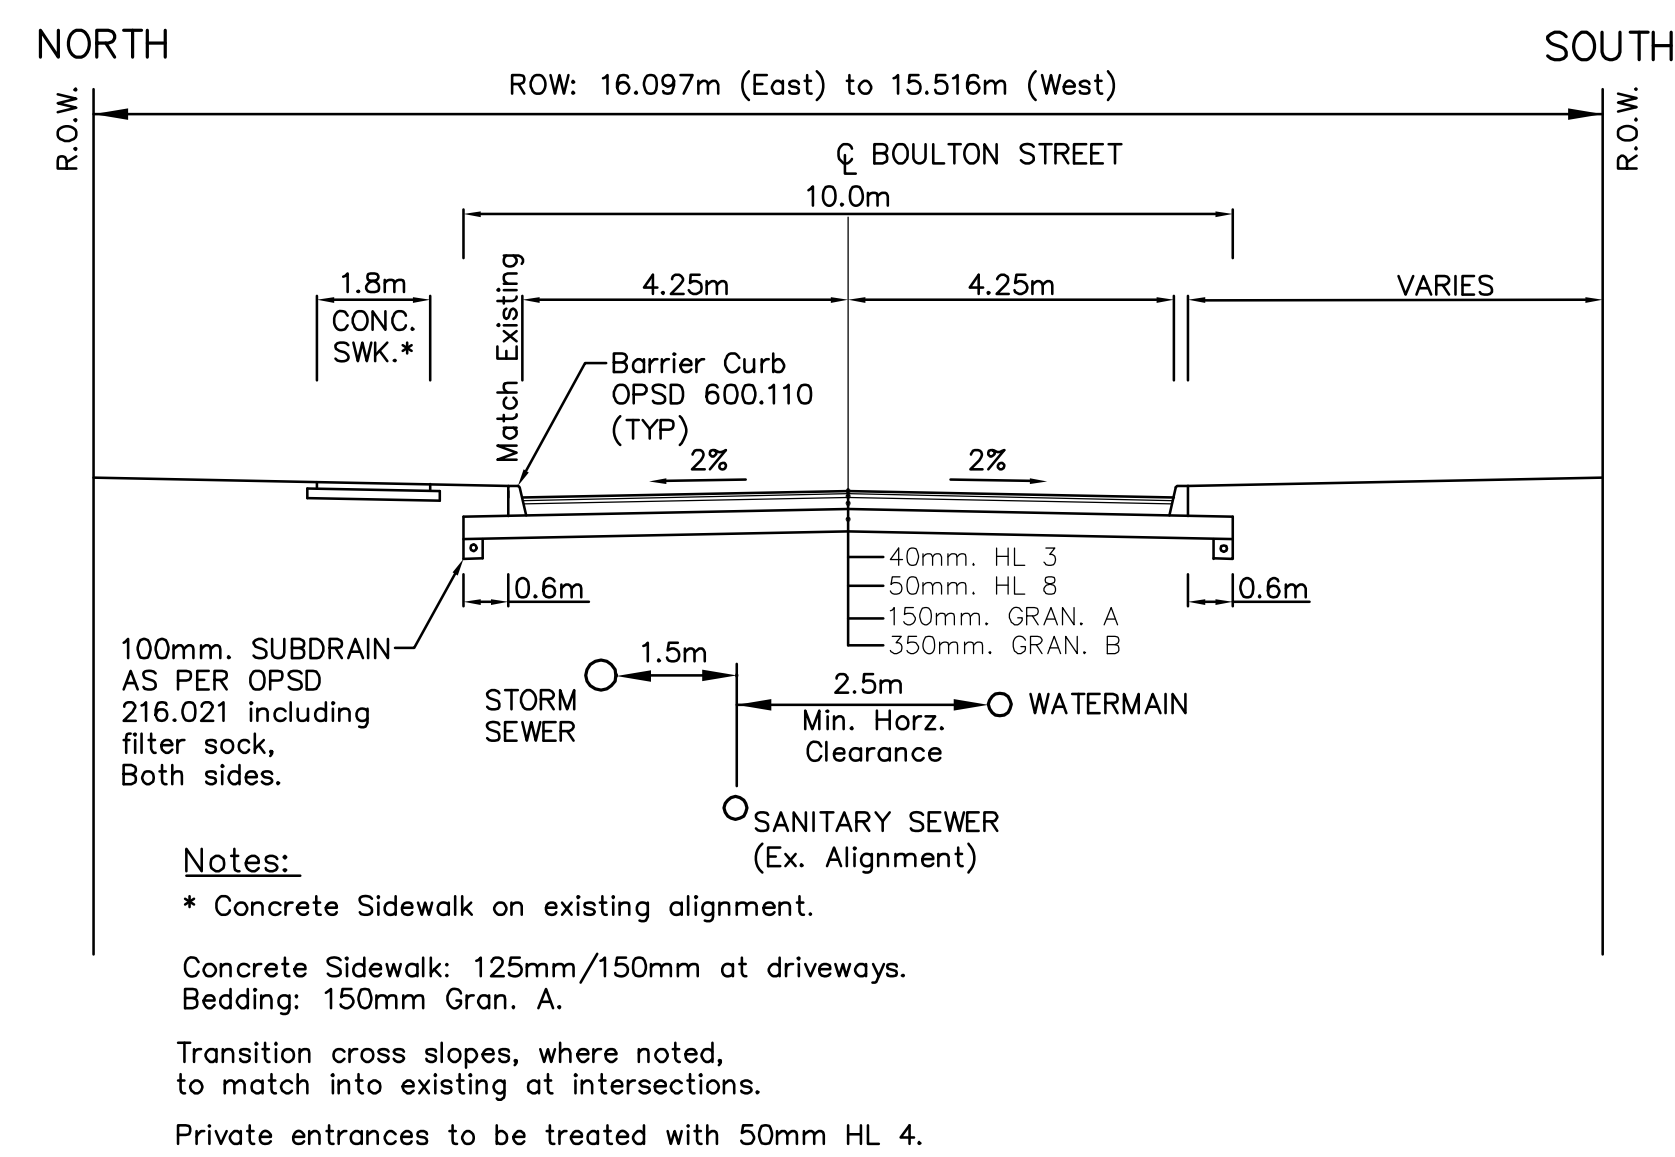 NORTH
SOUTH
ROW: 16.097m (East) to 15.516m (West)
R.O.W.
R.O.W.
℄ BOULTON STREET
10.0m
1.8m
CONC.
SWK.*
Match Existing
4.25m
4.25m
VARIES
Barrier Curb
OPSD 600.110
(TYP)
2%
2%
40mm. HL 3
50mm. HL 8
150mm. GRAN. A
350mm. GRAN. B
0.6m
0.6m
100mm. SUBDRAIN
AS PER OPSD
216.021 including
filter sock,
Both sides.
1.5m
STORM
SEWER
2.5m
Min. Horz.
Clearance
WATERMAIN
SANITARY SEWER
(Ex. Alignment)
Notes:
* Concrete Sidewalk on existing alignment.
Concrete Sidewalk: 125mm/150mm at driveways.
Bedding: 150mm Gran. A.
Transition cross slopes, where noted,
to match into existing at intersections.
Private entrances to be treated with 50mm HL 4.